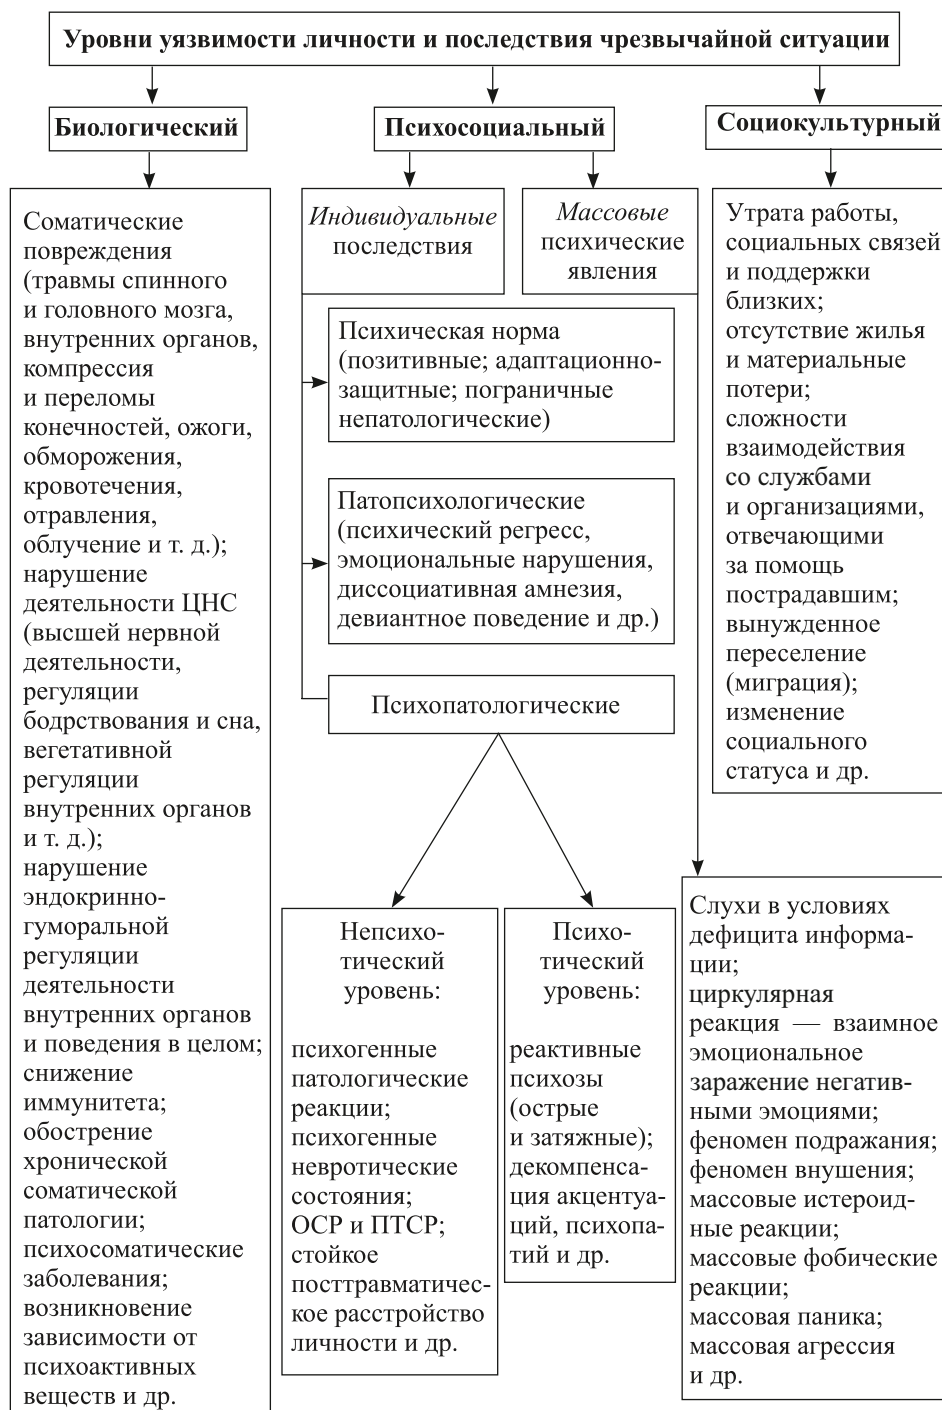 Уровни уязвимости личности и последствия чрезвычайной ситуации
Биологический
Соматические
повреждения
(травмы спинного
и головного мозга,
внутренних органов,
компрессия
и переломы
конечностей, ожоги,
обморожения,
кровотечения,
отравления,
облучение и т. д.);
нарушение
деятельности ЦНС
(высшей нервной
деятельности,
регуляции
бодрствования и сна,
вегетативной
регуляции
внутренних органов
и т. д.);
нарушение
эндокринно-
гуморальной
регуляции
деятельности
внутренних органов
и поведения в целом;
снижение
иммунитета;
обострение
хронической
соматической
патологии;
психосоматические
заболевания;
возникновение
зависимости от
психоактивных
веществ и др.
Психосоциальный
Индивидуальные
последствия
Массовые
психические
явления
Психическая норма
(позитивные; адаптационно-
защитные; пограничные
непатологические)
Патопсихологические
(психический регресс,
эмоциональные нарушения,
диссоциативная амнезия,
девиантное поведение и др.)
Психопатологические
Непсихо-
тический
уровень:
психогенные
патологические
реакции;
психогенные
невротические
состояния;
ОСР и ПТСР;
стойкое
посттравматичес-
кое расстройство
личности и др.
Психо-
тический
уровень:
реактивные
психозы
(острые
и затяжные);
декомпенса-
ция акцентуа-
ций, психопа-
тий и др.
Социокультурный
Утрата работы,
социальных связей
и поддержки
близких;
отсутствие жилья
и материальные
потери;
сложности
взаимодействия
со службами
и организациями,
отвечающими
за помощь
пострадавшим;
вынужденное
переселение
(миграция);
изменение
социального
статуса и др.
Слухи в условиях
дефицита информа-
ции;
циркулярная
реакция — взаимное
эмоциональное
заражение негатив-
ными эмоциями;
феномен подражания;
феномен внушения;
массовые истероид-
ные реакции;
массовые фобические
реакции;
массовая паника;
массовая агрессия
и др.